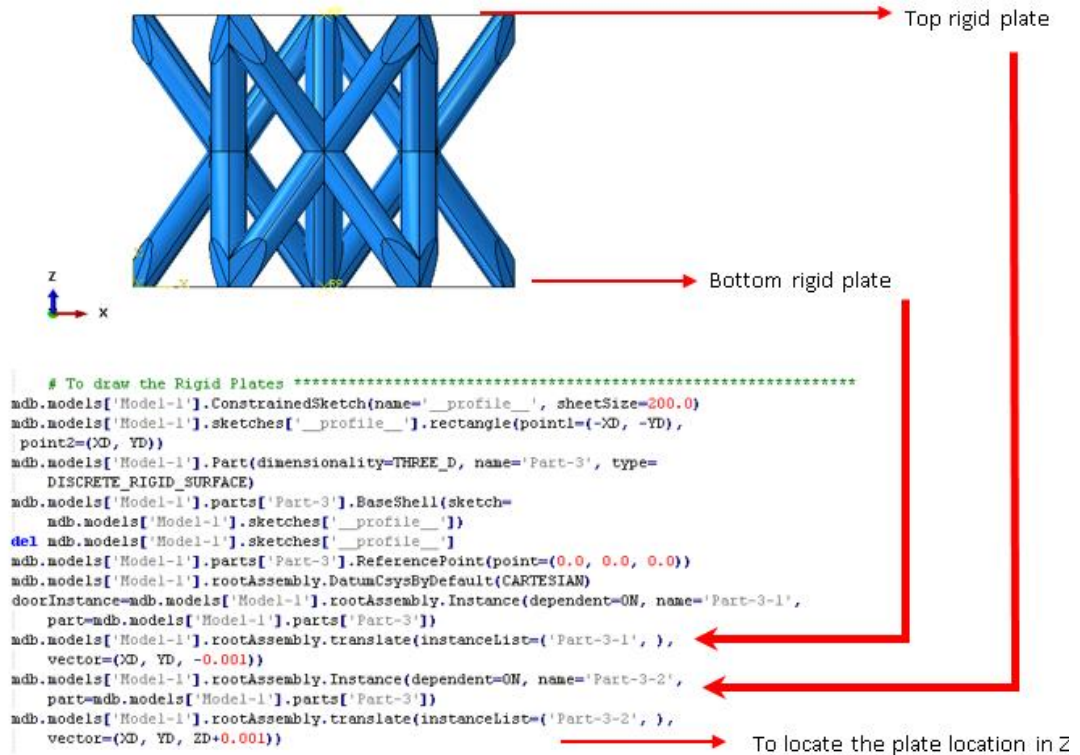 Top rigid plate
RP
Z
X
Y
RP
Bottom rigid plate
# To draw the Rigid Plates **************************************************************
mdb.models['Model-1'].ConstrainedSketch(name='__profile__', sheetSize=200.0)
mdb.models['Model-1'].sketches['__profile__'].rectangle(point1=(-XD, -YD),
point2=(XD, YD))
mdb.models['Model-1'].Part(dimensionality=THREE_D, name='Part-3', type=
DISCRETE_RIGID_SURFACE)
mdb.models['Model-1'].parts['Part-3'].BaseShell(sketch=
mdb.models['Model-1'].sketches['__profile__'])
del mdb.models['Model-1'].sketches['__profile__']
mdb.models['Model-1'].parts['Part-3'].ReferencePoint(point=(0.0, 0.0, 0.0))
mdb.models['Model-1'].rootAssembly.DatumCsysByDefault(CARTESIAN)
doorInstance=mdb.models['Model-1'].rootAssembly.Instance(dependent=ON, name='Part-3-1',
part=mdb.models['Model-1'].parts['Part-3'])
mdb.models['Model-1'].rootAssembly.translate(instanceList=('Part-3-1', ),
vector=(XD, YD, -0.001))
mdb.models['Model-1'].rootAssembly.Instance(dependent=ON, name='Part-3-2',
part=mdb.models['Model-1'].parts['Part-3'])
mdb.models['Model-1'].rootAssembly.translate(instanceList=('Part-3-2', ),
vector=(XD, YD, ZD+0.001))
To locate the plate location in Z